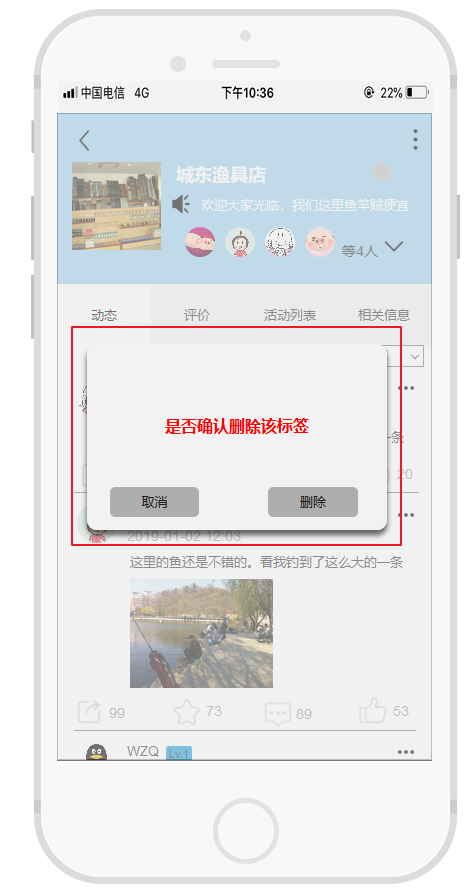 中国电信 4G 下午10:36 22%
城东渔具店
欢迎大家光临，我们这里鱼竿贼便宜
等4人
动态 评价 活动列表 相关信息
条
是否确认删除该标签
20
取消 删除
2019-01-02 12:03
这里的鱼还是不错的。看我钓到了这么大的一条
99 73 89 53
WZQ Lv.1